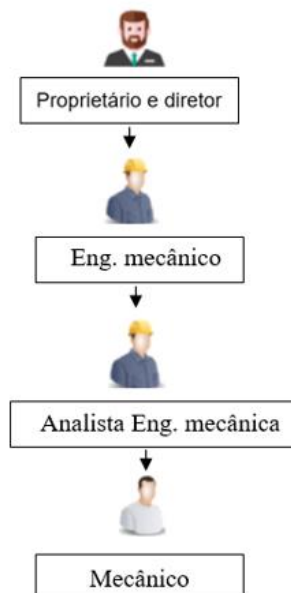 Proprietário e diretor
Eng. mecânico
Analista Eng. mecânica
Mecânico